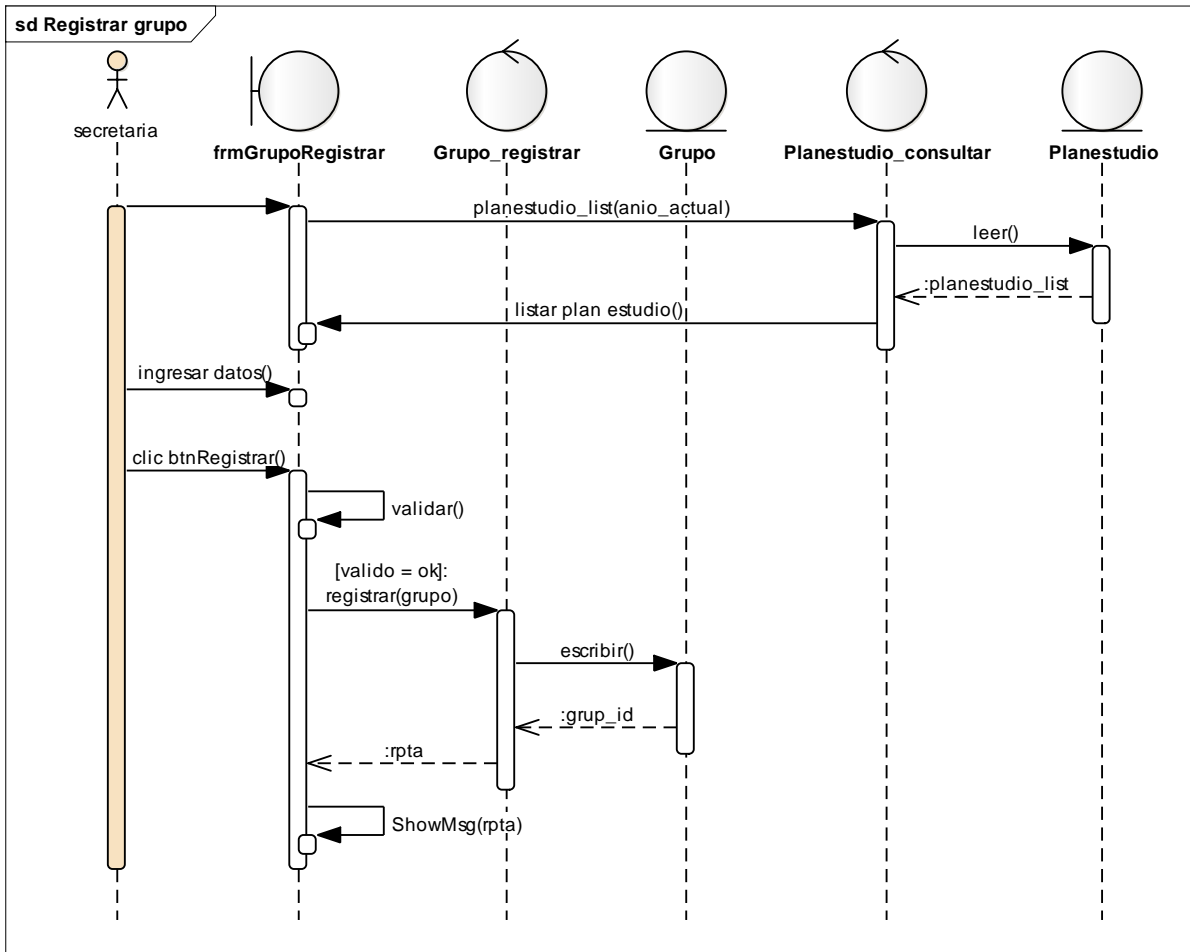 sd Registrar grupo
secretaria
frmGrupoRegistrar
Grupo_registrar
Grupo
Planestudio_consultar
Planestudio
planestudio_list(anio_actual)
leer()
:planestudio_list
listar plan estudio()
ingresar datos()
clic btnRegistrar()
validar()
[valido = ok]:
registrar(grupo)
escribir()
:grup_id
:rpta
ShowMsg(rpta)